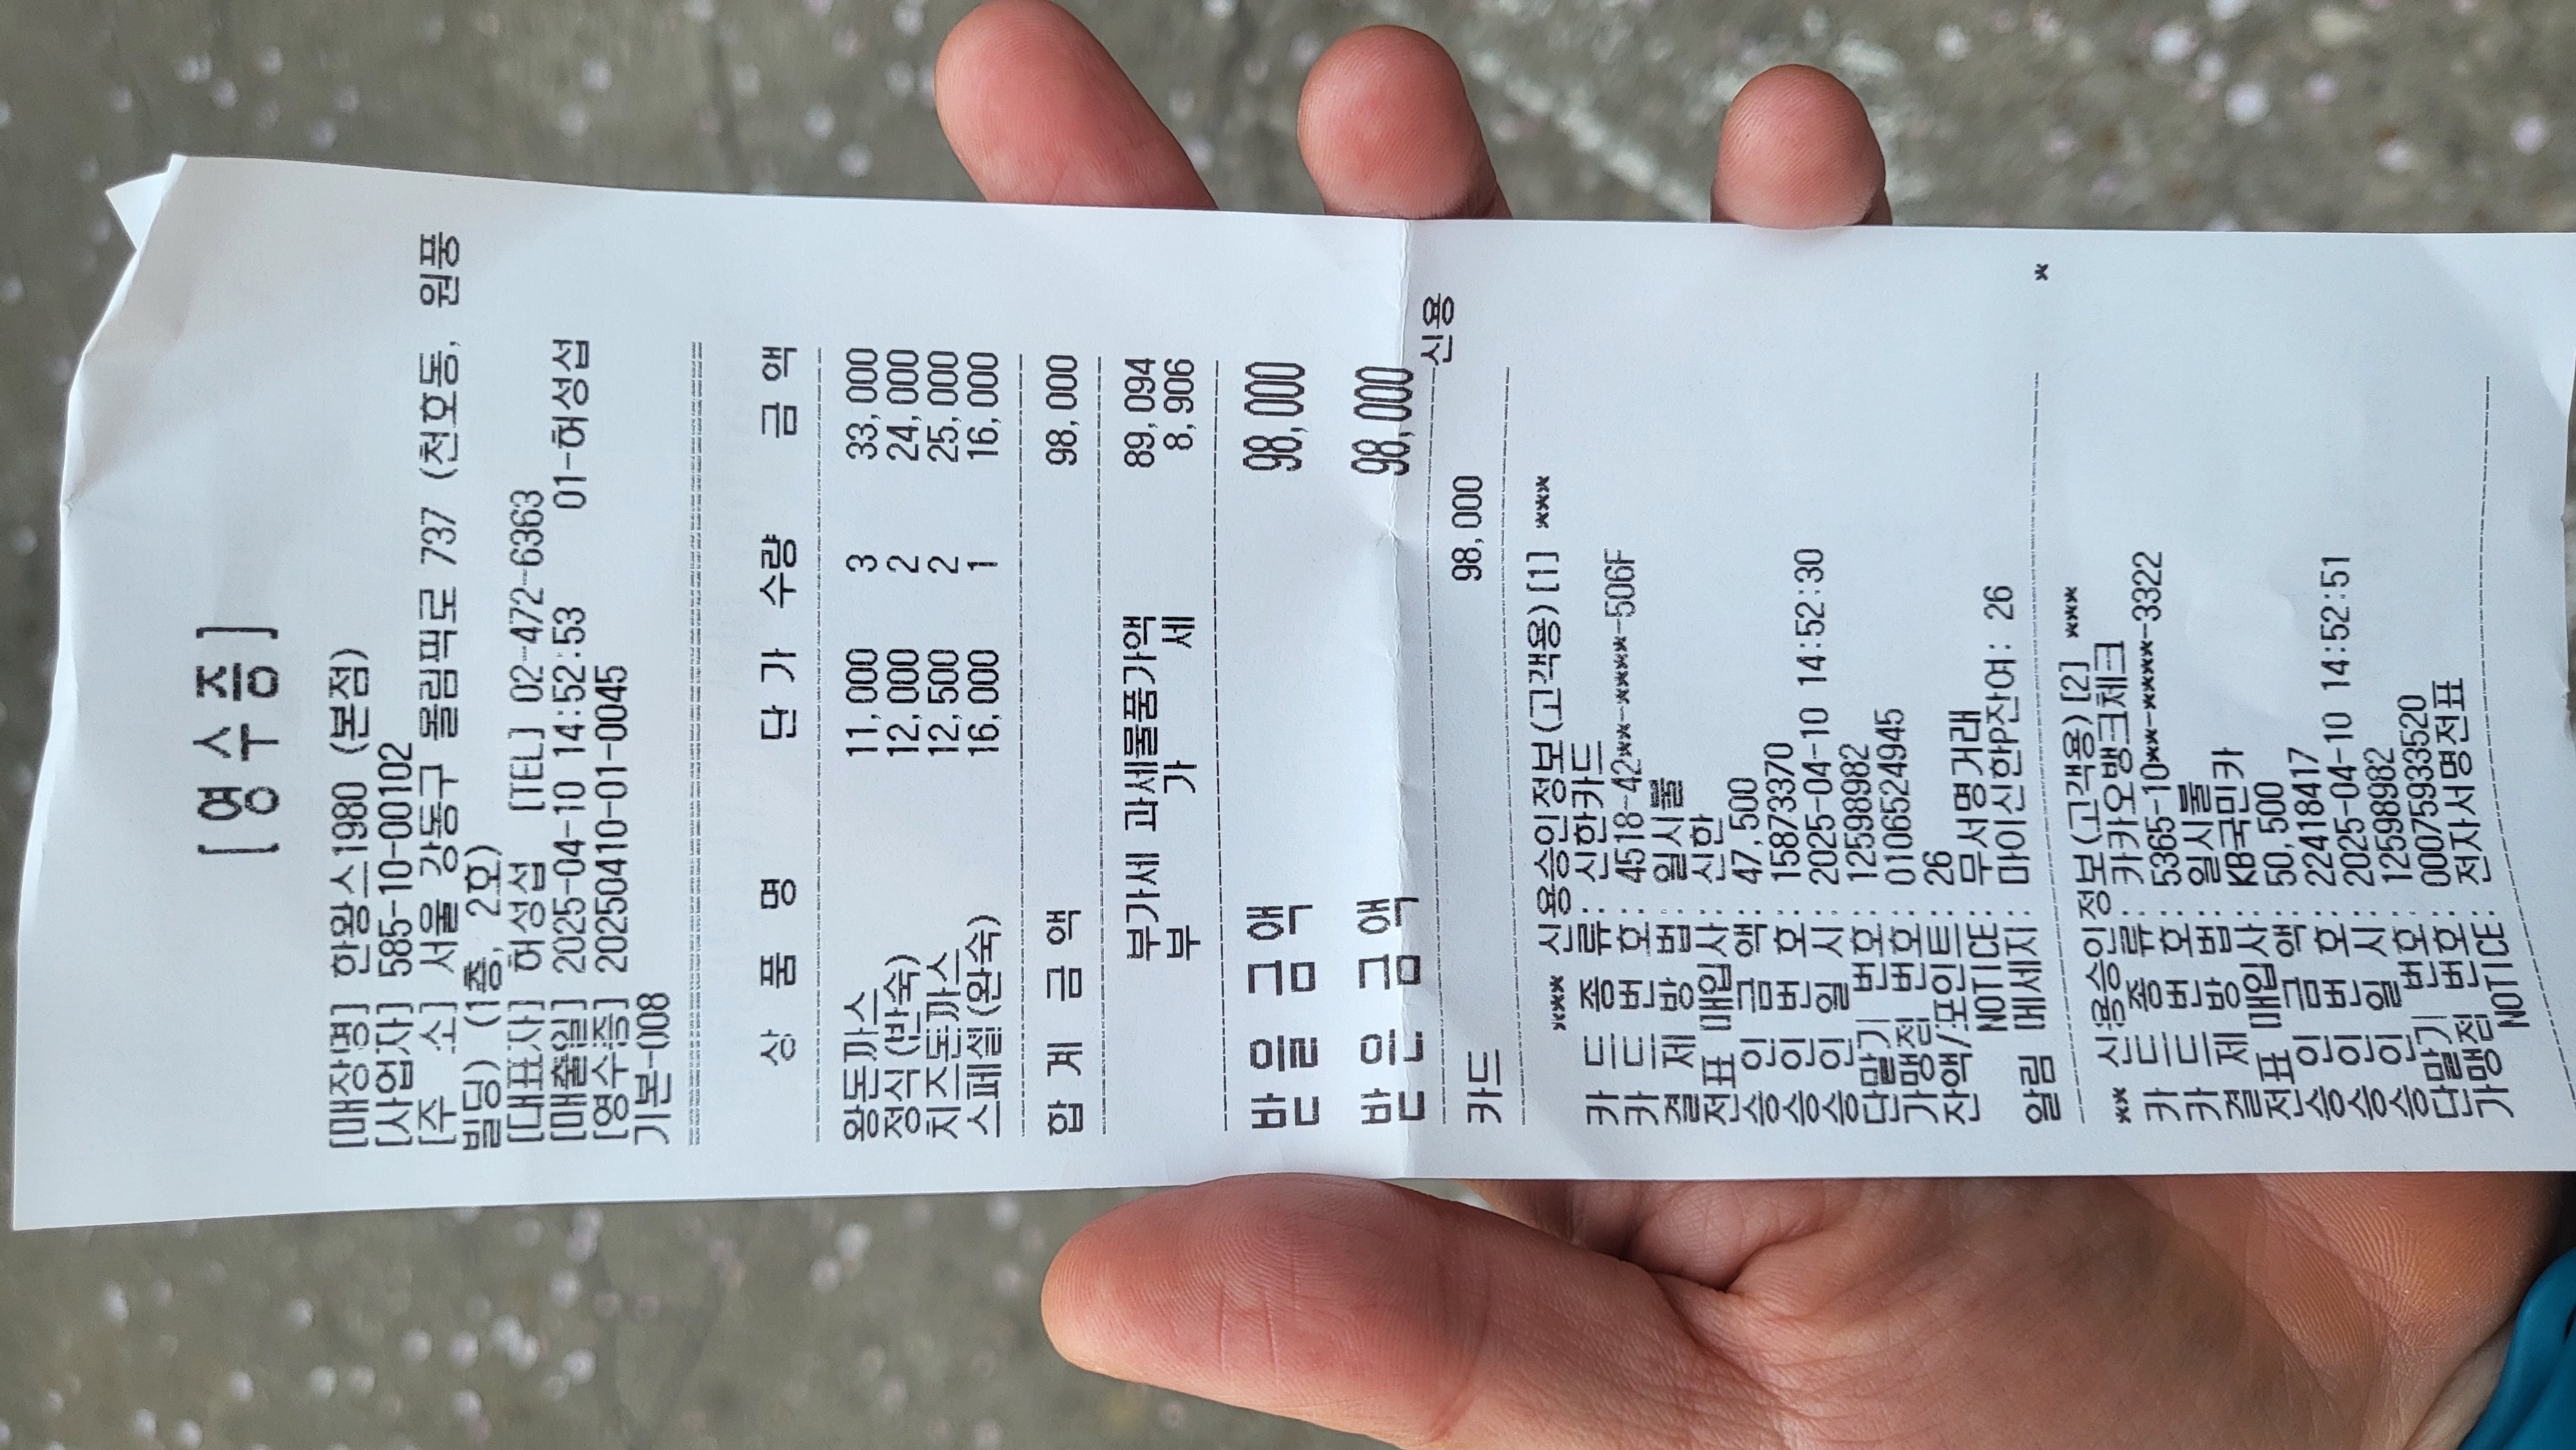 [영수증]
[매장명] 한왕스1980 (본점)
[사업자] 585-10-00102
[주 소] 서울 강동구 올림픽로 737 (천호동, 원풍
빌딩) (1층, 2호)
[대표자] 허성섭 [TEL] 02-472-6363
[매출일] 2025-04-10 14:52:53 01-허성섭
[영수증] 20250410-01-0045
기본-008
상 품 명 단 가 수량 금 액
왕돈까스 11,000 3 33,000
정식(반숙) 12,000 2 24,000
치즈돈까스 12,500 2 25,000
스페셜(완숙) 16,000 1 16,000
합 계 금 액 98,000
부가세 과세물품가액 89,094
부 가 세 8,906
받을금액 98,000
받은금액 98,000
신용
카드 98,000
*** 신용승인정보(고객용)[1] ***
카 드 종 류: 신한카드
카 드 번 호: 4518-42**-****-506F
결 제 방 법: 일시불
전표 매입사: 신한
승 인 금 액: 47,500
승 인 번 호: 15873370
승 인 일 시: 2025-04-10 14:52:30
단말기 번호: 12598982
가맹점 번호: 0106524945
잔액/포인트: 26
NOTICE: 무서명거래
알림 메세지: 마이신한P잔여: 26
*
** 신용승인정보(고객용)[2] ***
카 드 종 류: 카카오뱅크체크
카 드 번 호: 5365-10**-****-3322
결 제 방 법: 일시불
전표 매입사: KB국민카
승 인 금 액: 50,500
승 인 번 호: 22418417
승 인 일 시: 2025-04-10 14:52:51
단말기 번호: 12598982
가맹점 번호: 00075933520
NOTICE: 전자서명전표